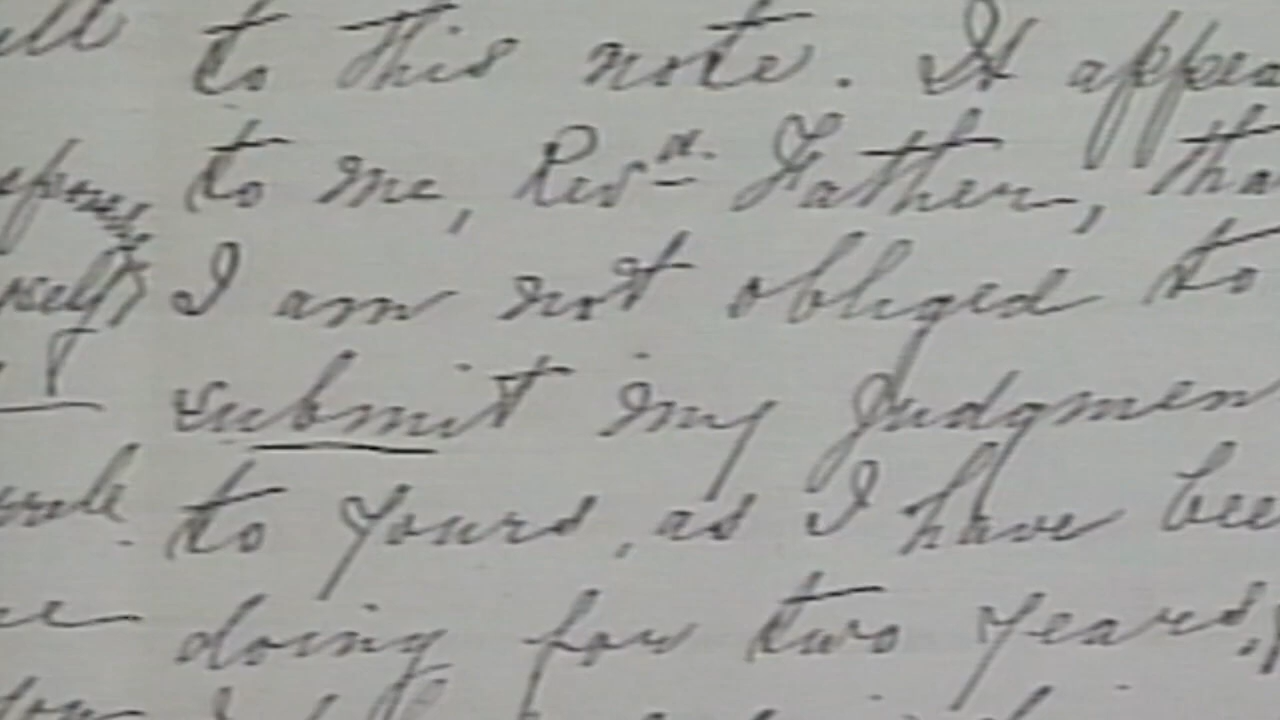 to this note. It appea
to me, Revd. Father, tha
I am not obliged to
submit my judgmen
to yours, as I have bee
doing for two years,